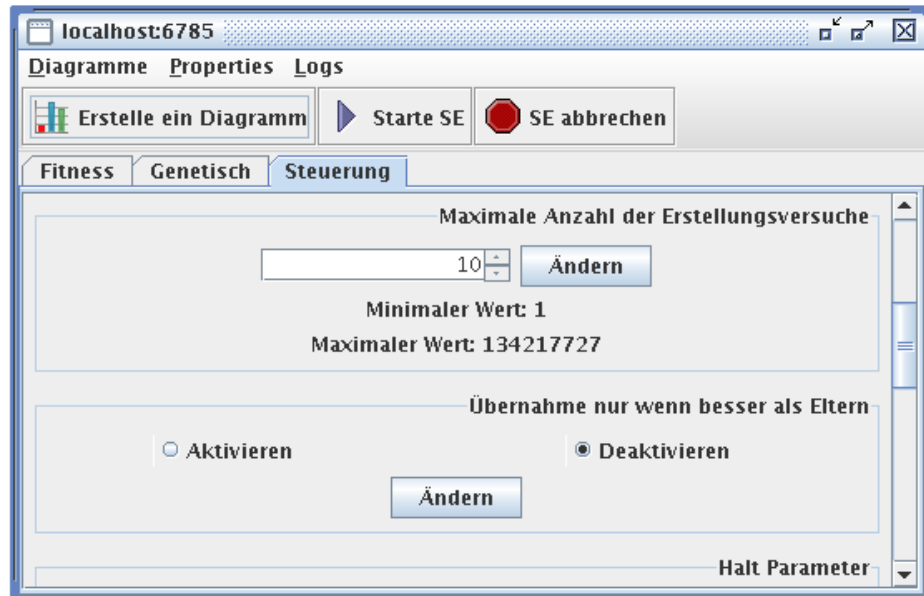 localhost:6785
Diagramme Properties Logs
Erstelle ein Diagramm Starte SE SE abbrechen
Fitness Genetisch Steuerung
Maximale Anzahl der Erstellungsversuche
10 Ändern
Minimaler Wert: 1
Maximaler Wert: 134217727
Übernahme nur wenn besser als Eltern
Aktivieren Deaktivieren
Ändern
Halt Parameter